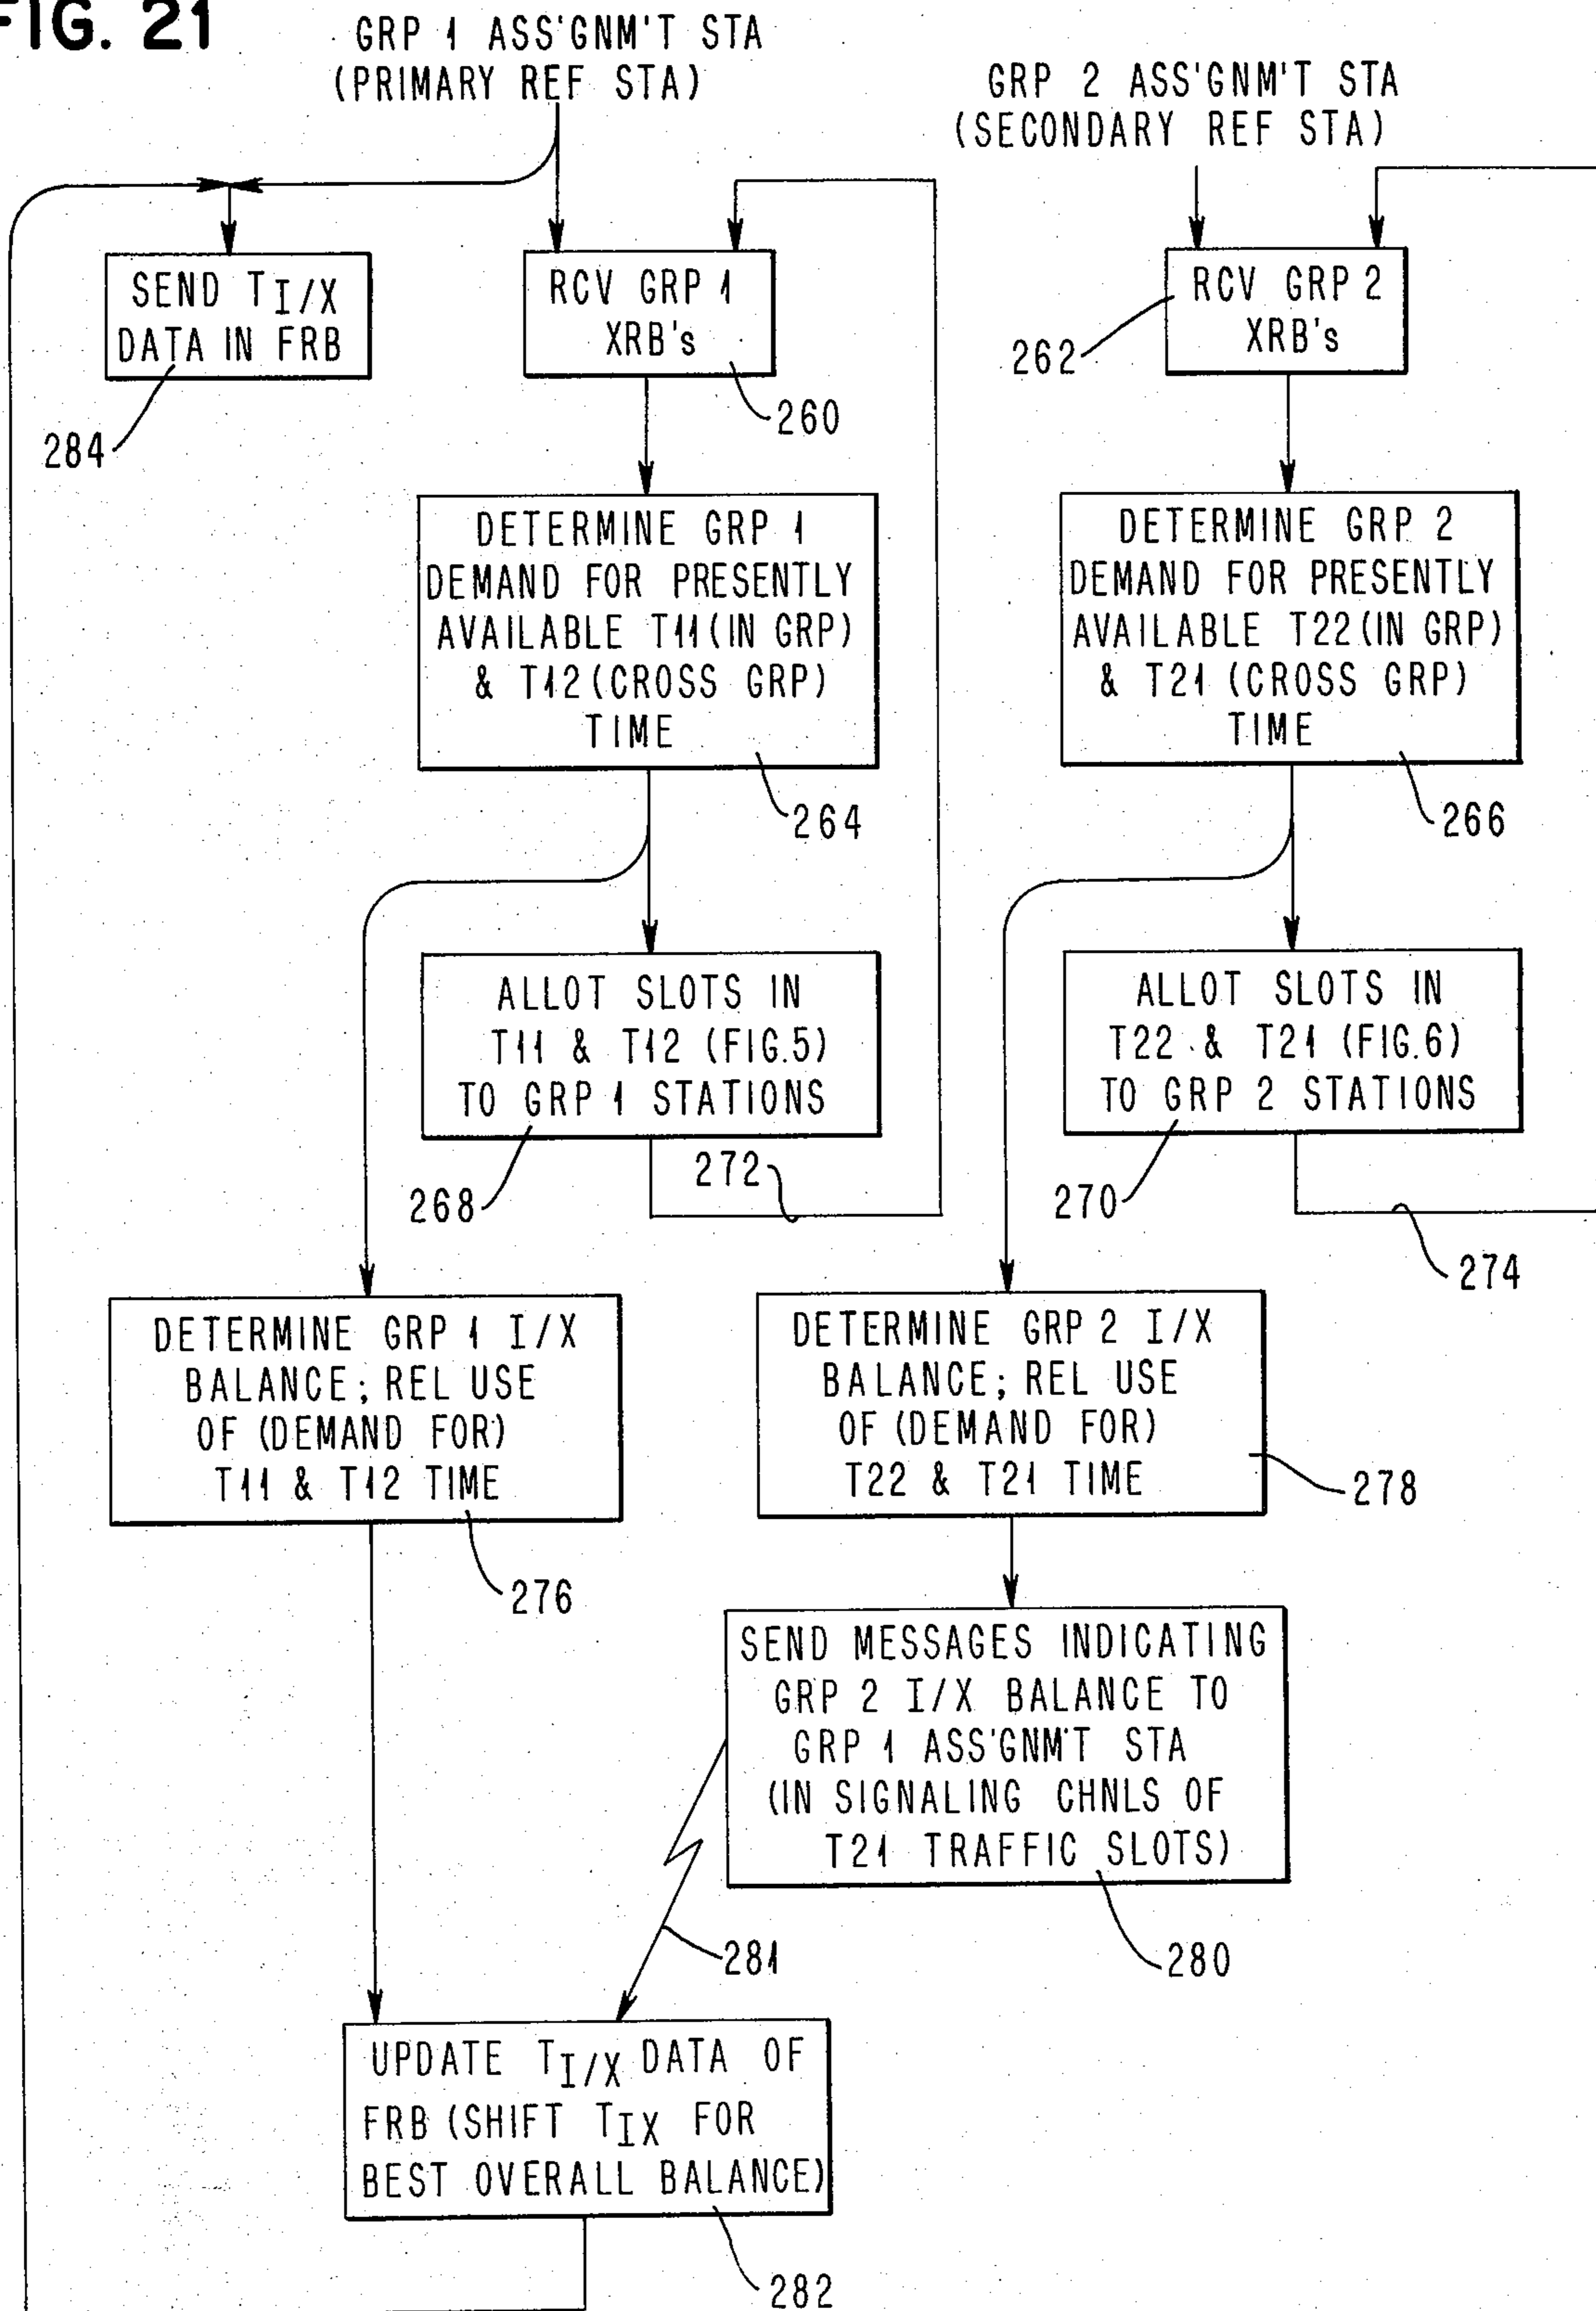 FIG. 21
GRP 1 ASS'GNM'T STA
(PRIMARY REF STA)
GRP 2 ASS'GNM'T STA
(SECONDARY REF STA)
SEND TI/X
DATA IN FRB
284
RCV GRP 1
XRB's
260
RCV GRP 2
XRB's
262
DETERMINE GRP 1
DEMAND FOR PRESENTLY
AVAILABLE T11 (IN GRP)
& T12 (CROSS GRP)
TIME
264
DETERMINE GRP 2
DEMAND FOR PRESENTLY
AVAILABLE T22 (IN GRP)
& T21 (CROSS GRP)
TIME
266
ALLOT SLOTS IN
T11 & T12 (FIG.5)
TO GRP 1 STATIONS
268
272
ALLOT SLOTS IN
T22 & T21 (FIG.6)
TO GRP 2 STATIONS
270
274
DETERMINE GRP 1 I/X
BALANCE; REL USE
OF (DEMAND FOR)
T11 & T12 TIME
276
DETERMINE GRP 2 I/X
BALANCE; REL USE
OF (DEMAND FOR)
T22 & T21 TIME
278
SEND MESSAGES INDICATING
GRP 2 I/X BALANCE TO
GRP 1 ASS'GNM'T STA
(IN SIGNALING CHNLS OF
T21 TRAFFIC SLOTS)
280
281
UPDATE TI/X DATA OF
FRB (SHIFT TIX FOR
BEST OVERALL BALANCE)
282